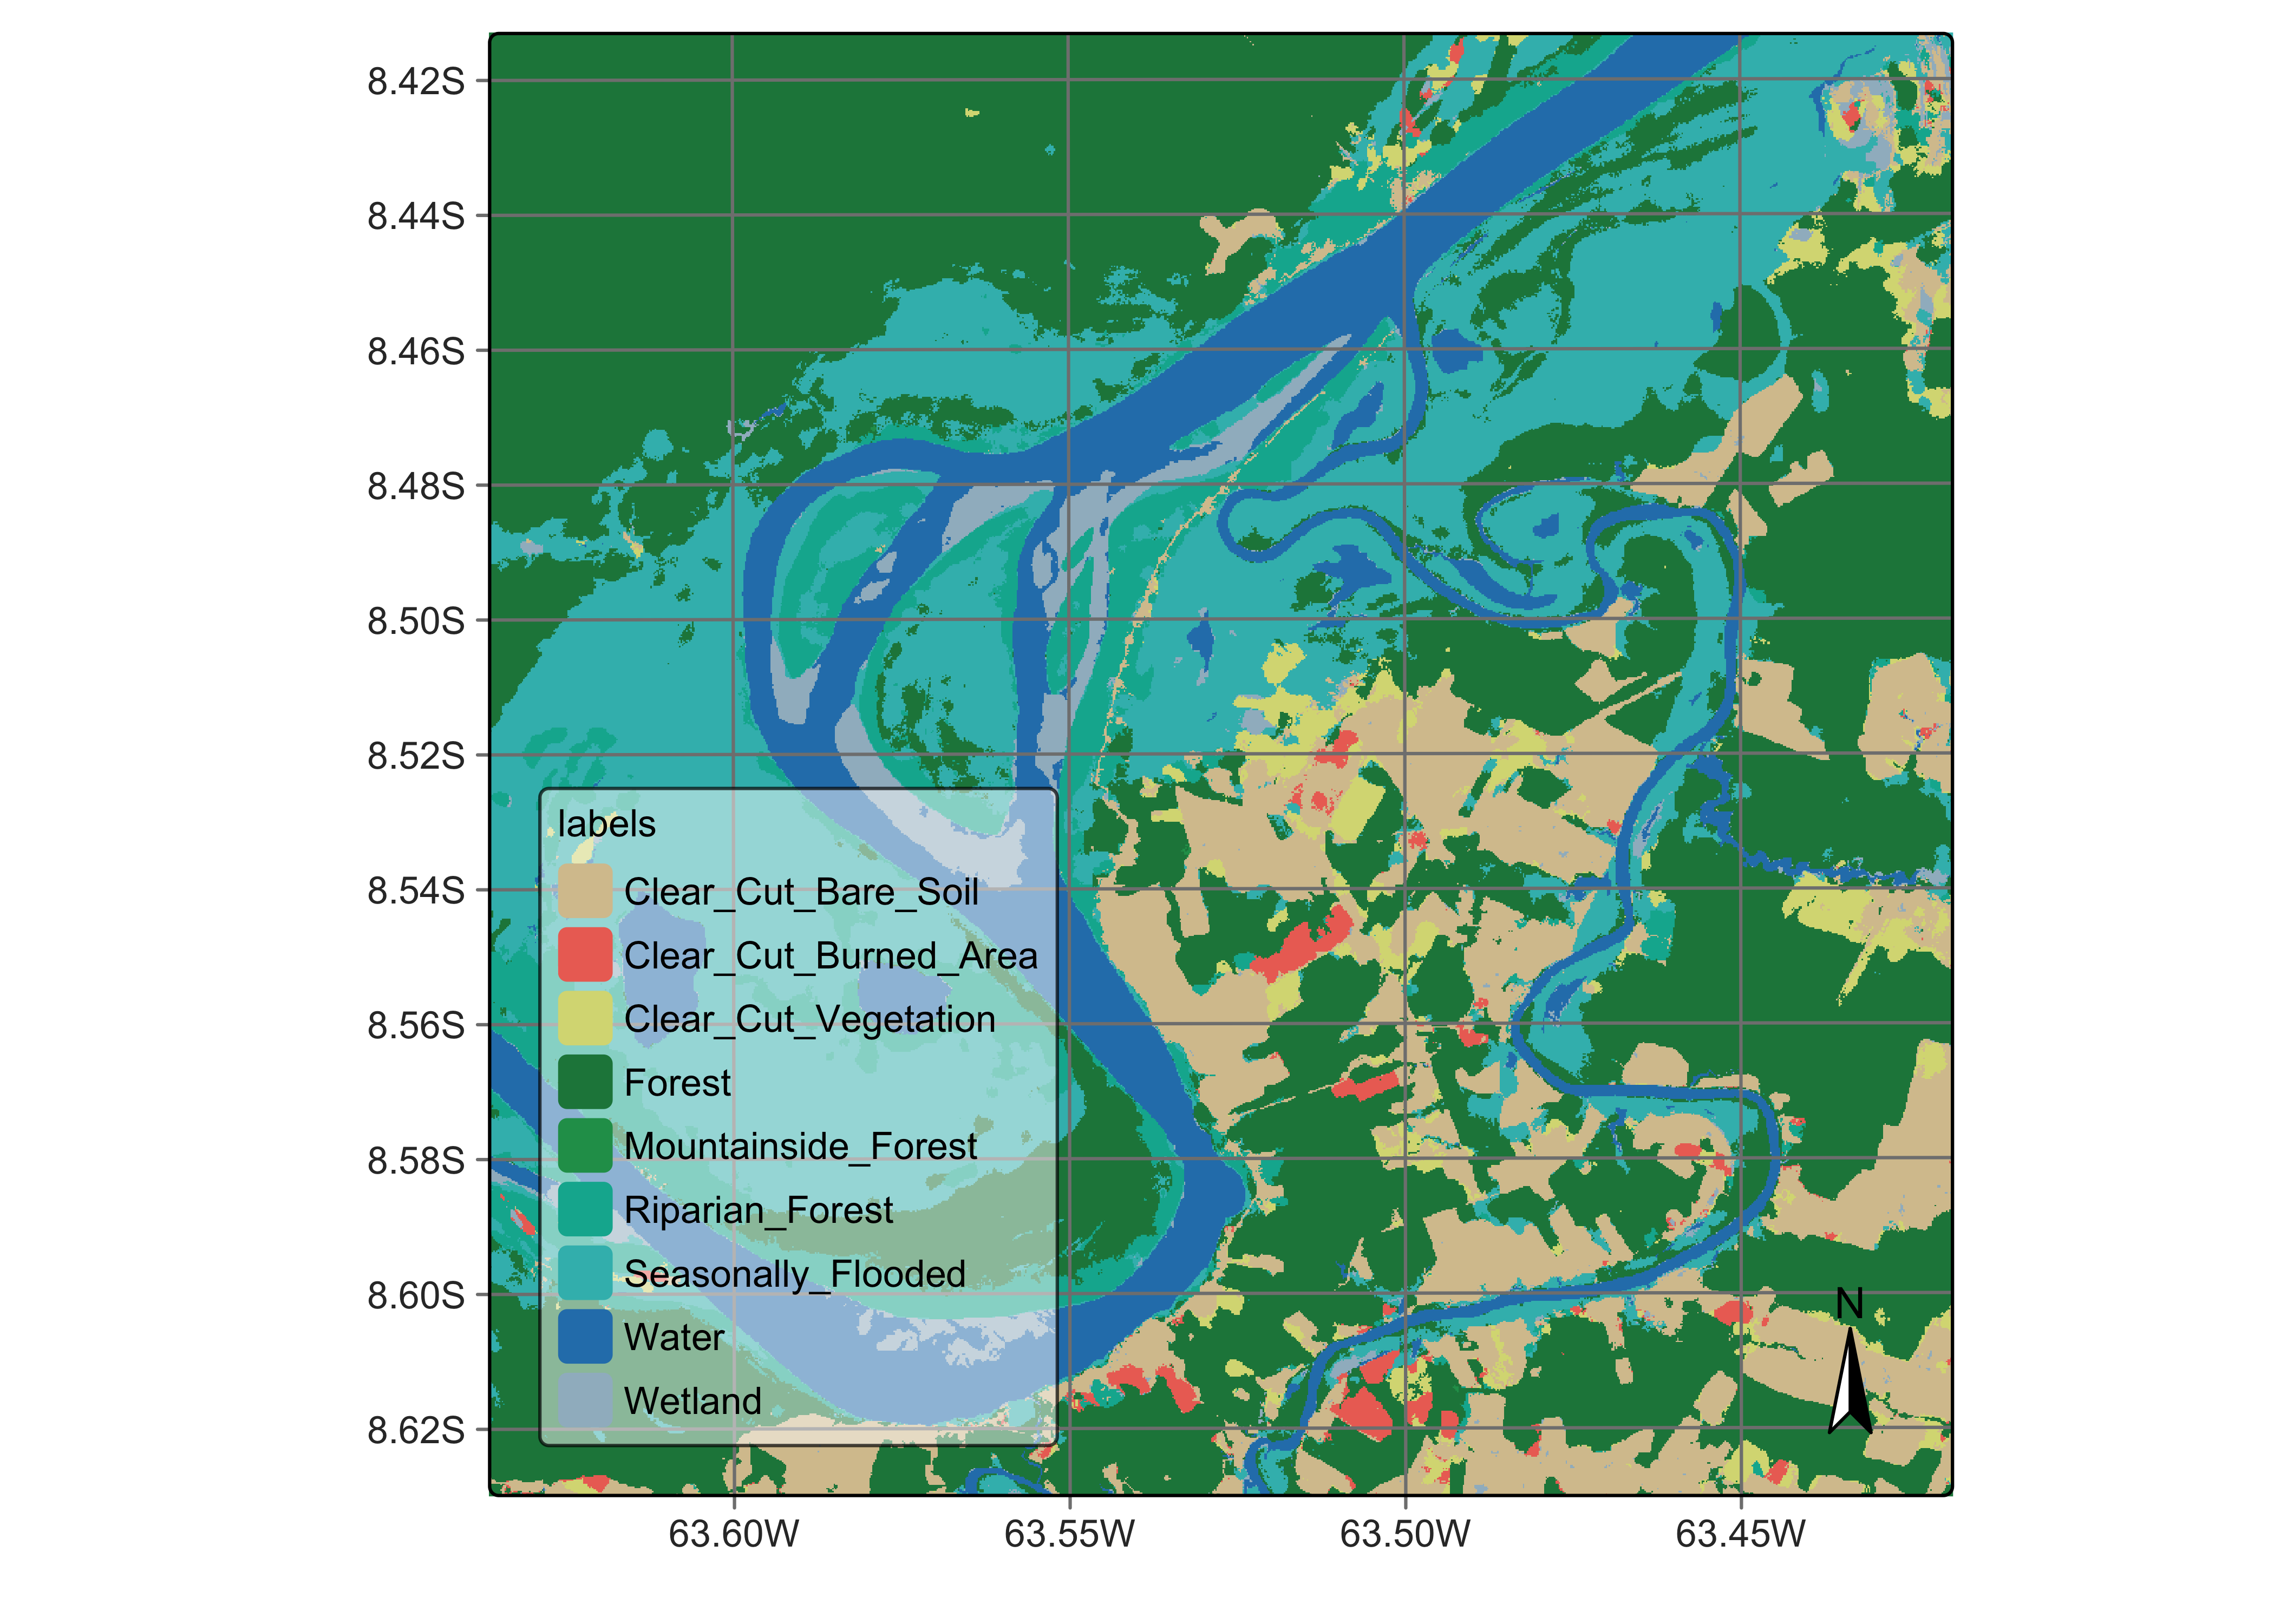 8.42S
8.44S
8.46S
8.48S
8.50S
8.52S
8.54S
8.56S
8.58S
8.60S
8.62S
labels
Clear_Cut_Bare_Soil
Clear_Cut_Burned_Area
Clear_Cut_Vegetation
Forest
Mountainside_Forest
Riparian_Forest
Seasonally_Flooded
Water
Wetland
N
63.60W 63.55W 63.50W 63.45W